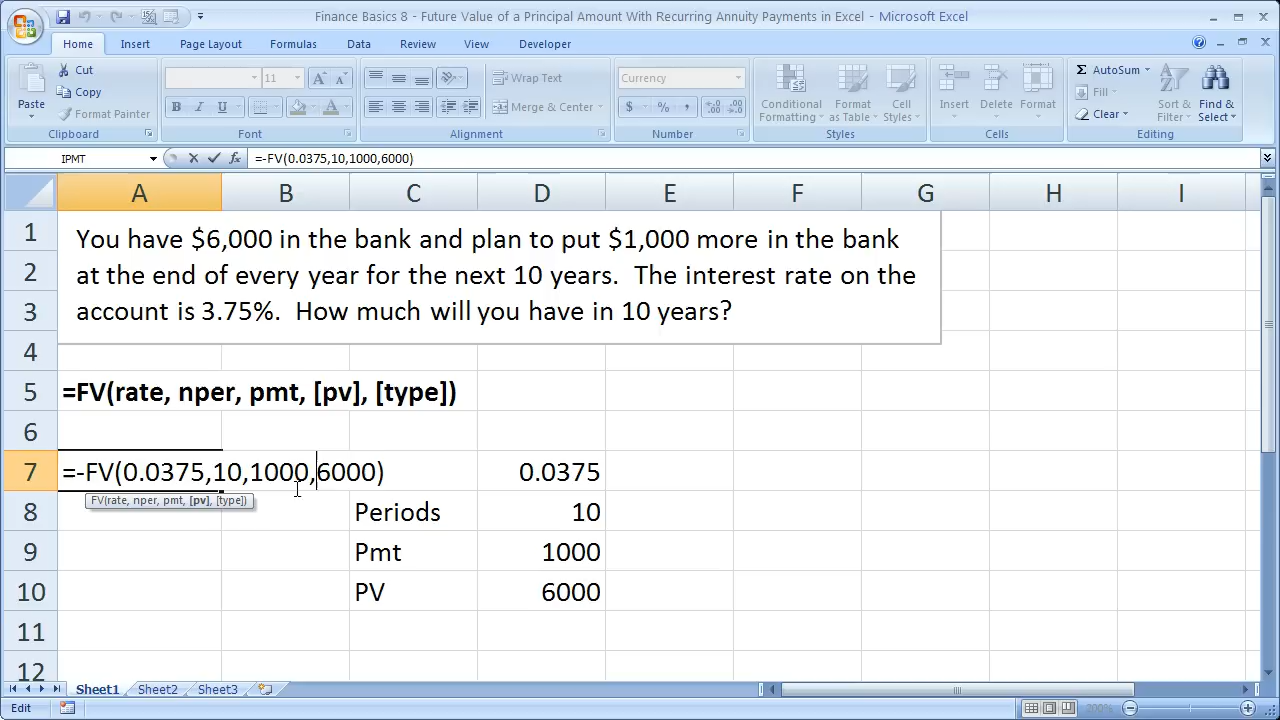 Finance Basics 8 - Future Value of a Principal Amount With Recurring Annuity Payments in Excel - Microsoft Excel
Home Insert Page Layout Formulas Data Review View Developer
Paste
Cut
Copy
Format Painter
Clipboard
11
A A
B I U
A
Font
Wrap Text
Merge & Center
Alignment
Currency
$ % ,
Number
Conditional Formatting
Format as Table
Cell Styles
Styles
Insert Delete Format
Cells
Σ AutoSum
Fill
Clear
Sort & Filter
Find & Select
Editing
IPMT fx =-FV(0.0375,10,1000,6000)
A B C D E F G H I
1 You have $6,000 in the bank and plan to put $1,000 more in the bank
2 at the end of every year for the next 10 years. The interest rate on the
3 account is 3.75%. How much will you have in 10 years?
4
5 =FV(rate, nper, pmt, [pv], [type])
6
7 =-FV(0.0375,10,1000,6000) 0.0375
FV(rate, nper, pmt, [pv], [type])
8 Periods 10
9 Pmt 1000
10 PV 6000
11
12
Sheet1 Sheet2 Sheet3
Edit 200%